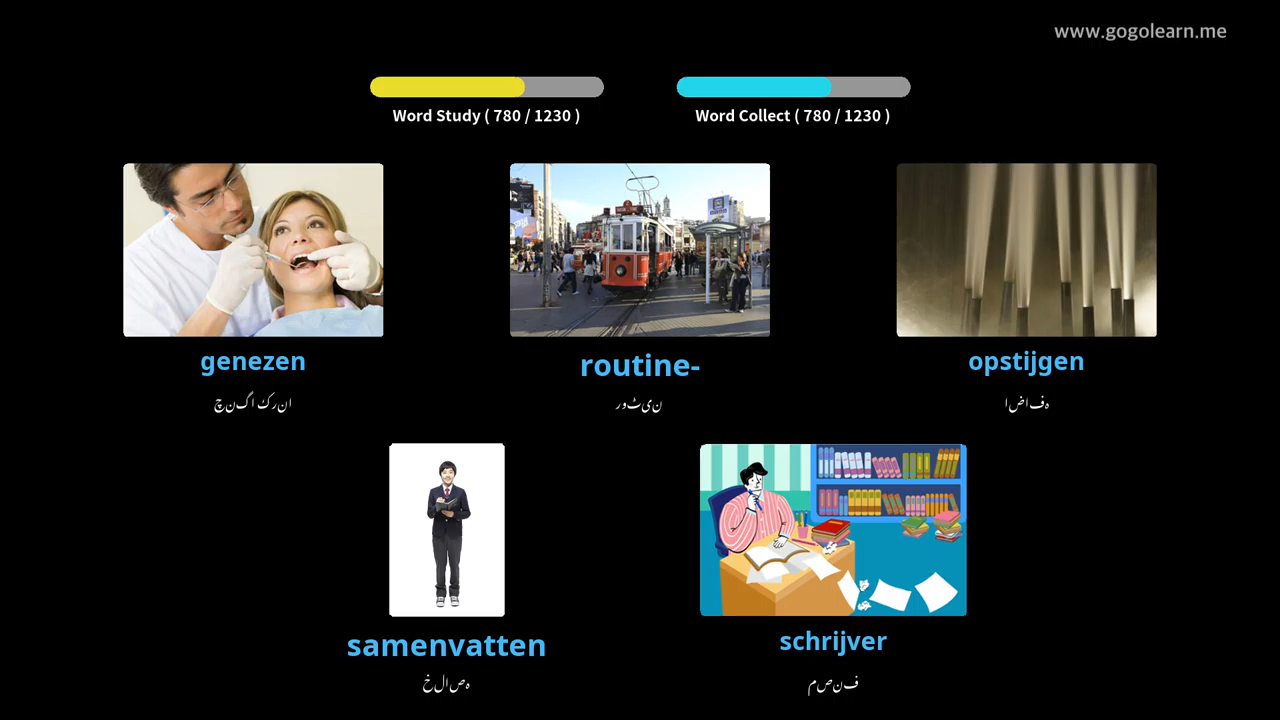 www.gogolearn.me
Word Study ( 780 / 1230 )
Word Collect ( 780 / 1230 )
genezen
چنگا کرنا
routine-
روٹین
opstijgen
اضافہ
samenvatten
خلاصہ
schrijver
مصنف